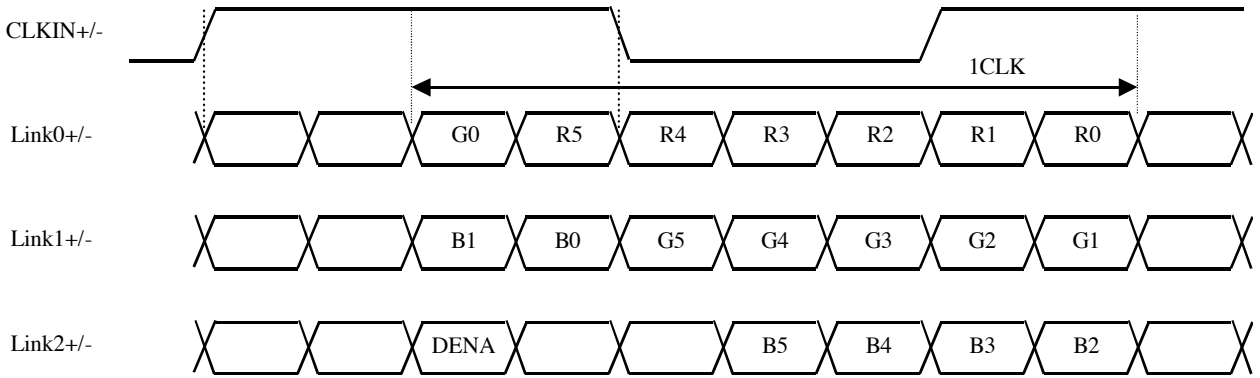 CLKIN+/-
1CLK
Link0+/- G0 R5 R4 R3 R2 R1 R0
Link1+/- B1 B0 G5 G4 G3 G2 G1
Link2+/- DENA B5 B4 B3 B2